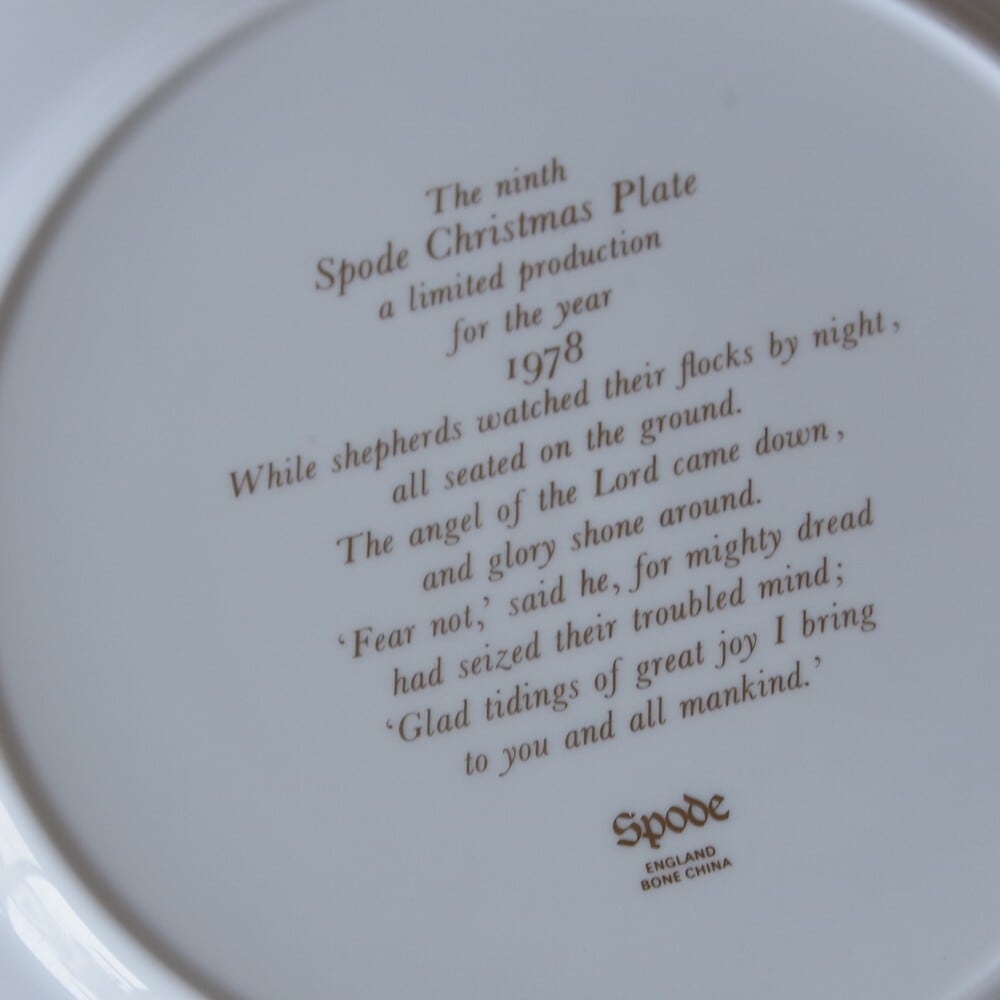 The ninth
Spode Christmas Plate
a limited production
for the year
1978
While shepherds watched their flocks by night,
all seated on the ground.
The angel of the Lord came down,
and glory shone around.
‘Fear not,’ said he, for mighty dread
had seized their troubled mind;
‘Glad tidings of great joy I bring
to you and all mankind.’
Spode
ENGLAND
BONE CHINA